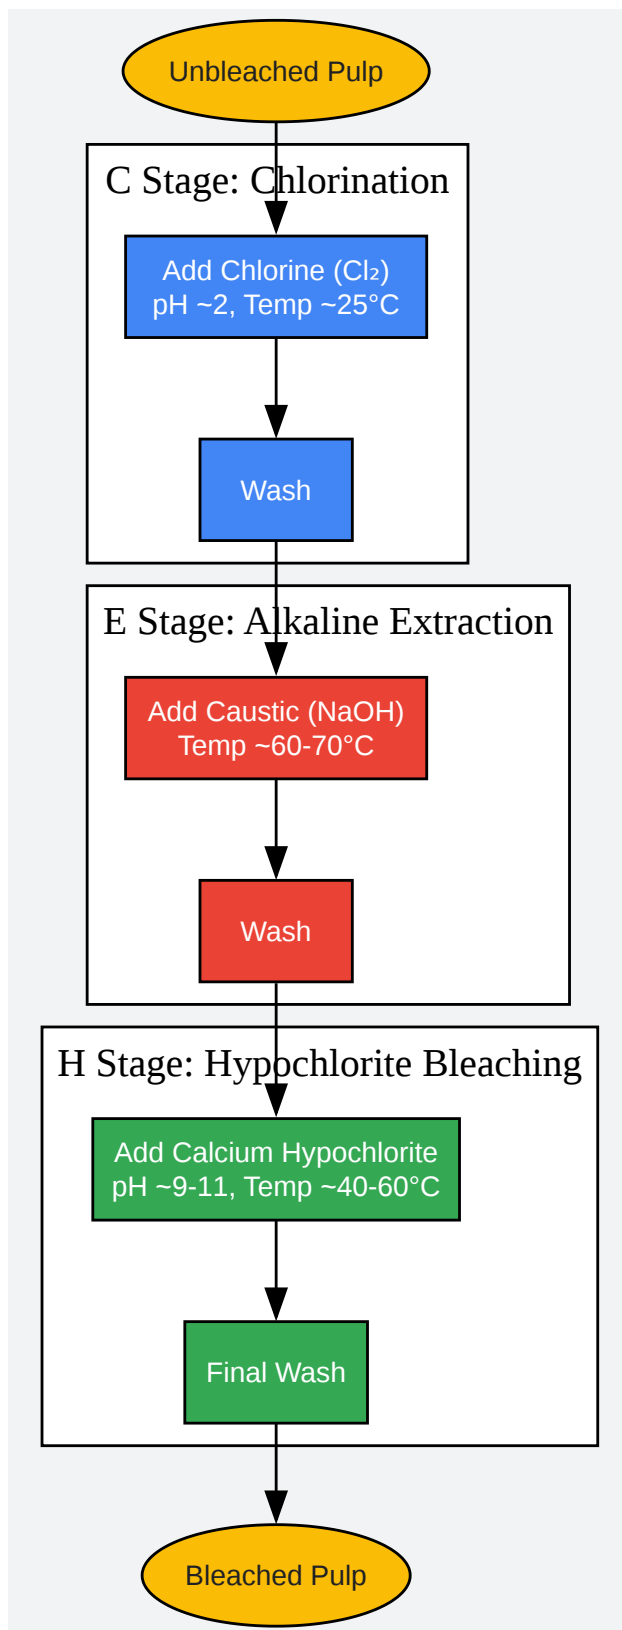 Unbleached Pulp
C Stage: Chlorination
Add Chlorine (Cl₂)
pH ~2, Temp ~25°C
Wash
E Stage: Alkaline Extraction
Add Caustic (NaOH)
Temp ~60-70°C
Wash
H Stage: Hypochlorite Bleaching
Add Calcium Hypochlorite
pH ~9-11, Temp ~40-60°C
Final Wash
Bleached Pulp